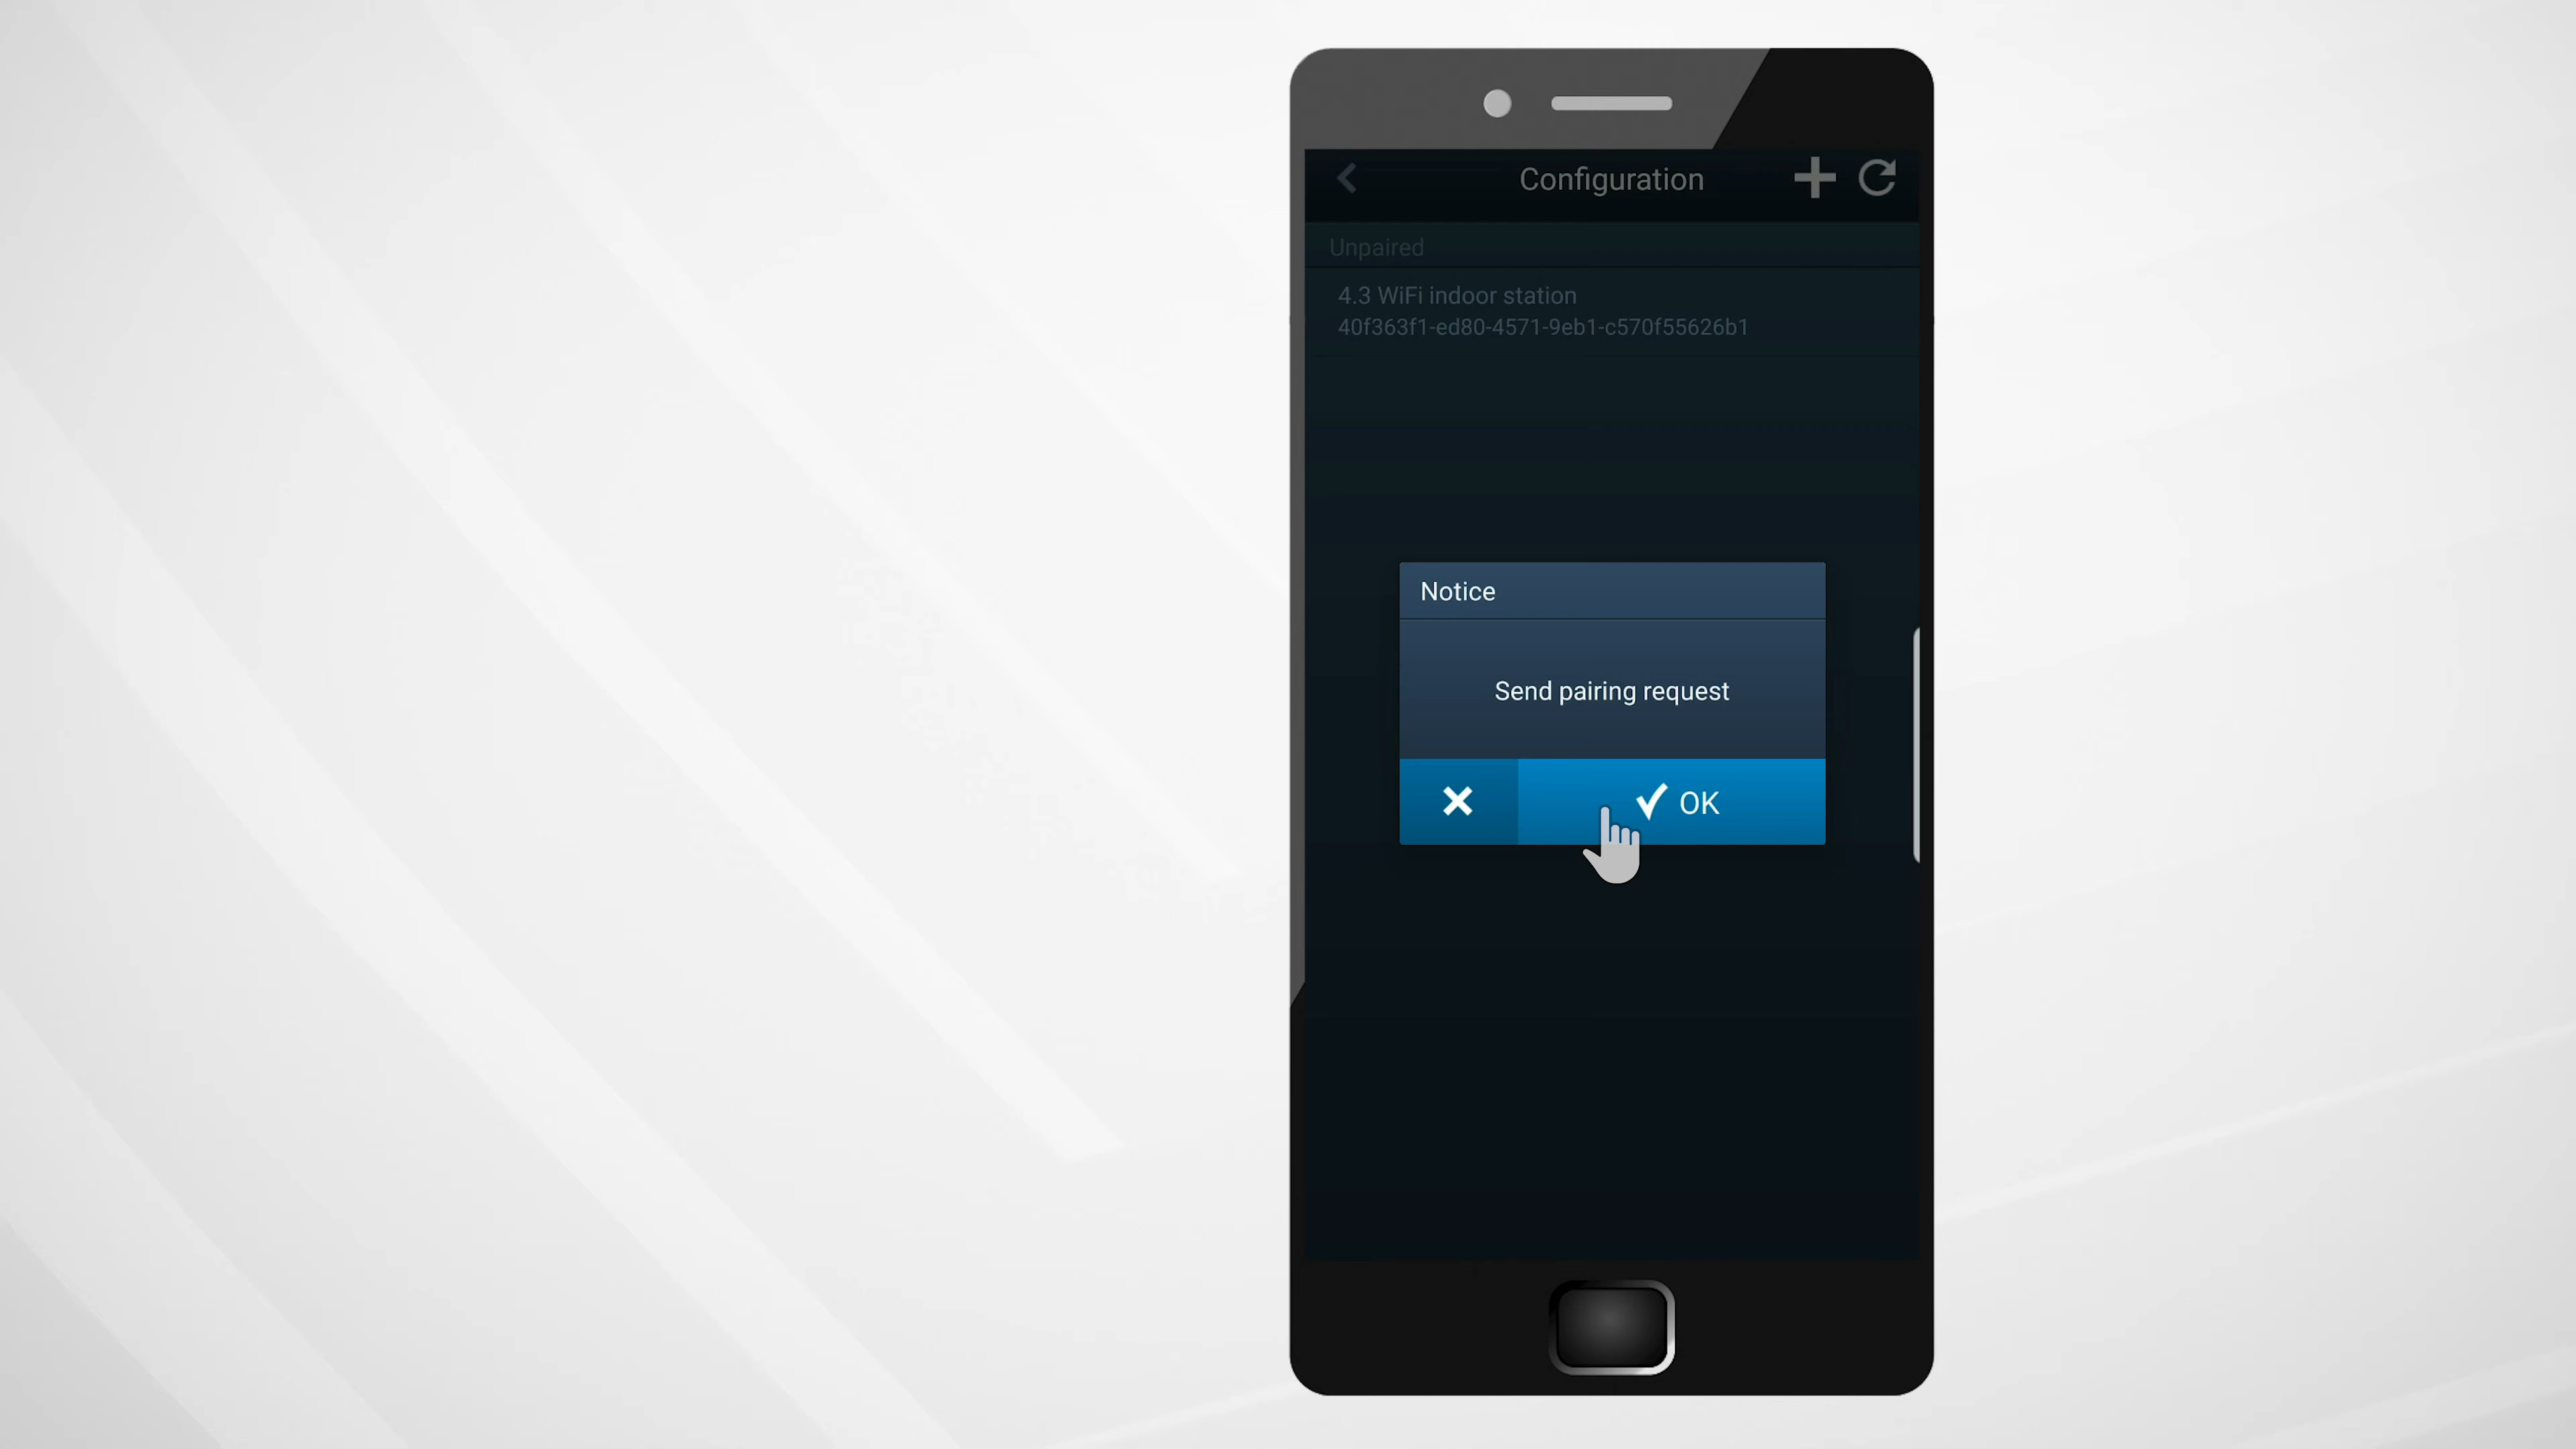 Configuration
Unpaired
4.3 WiFi indoor station
40f363f1-ed80-4571-9eb1-c570f55626b1
Notice
Send pairing request
OK